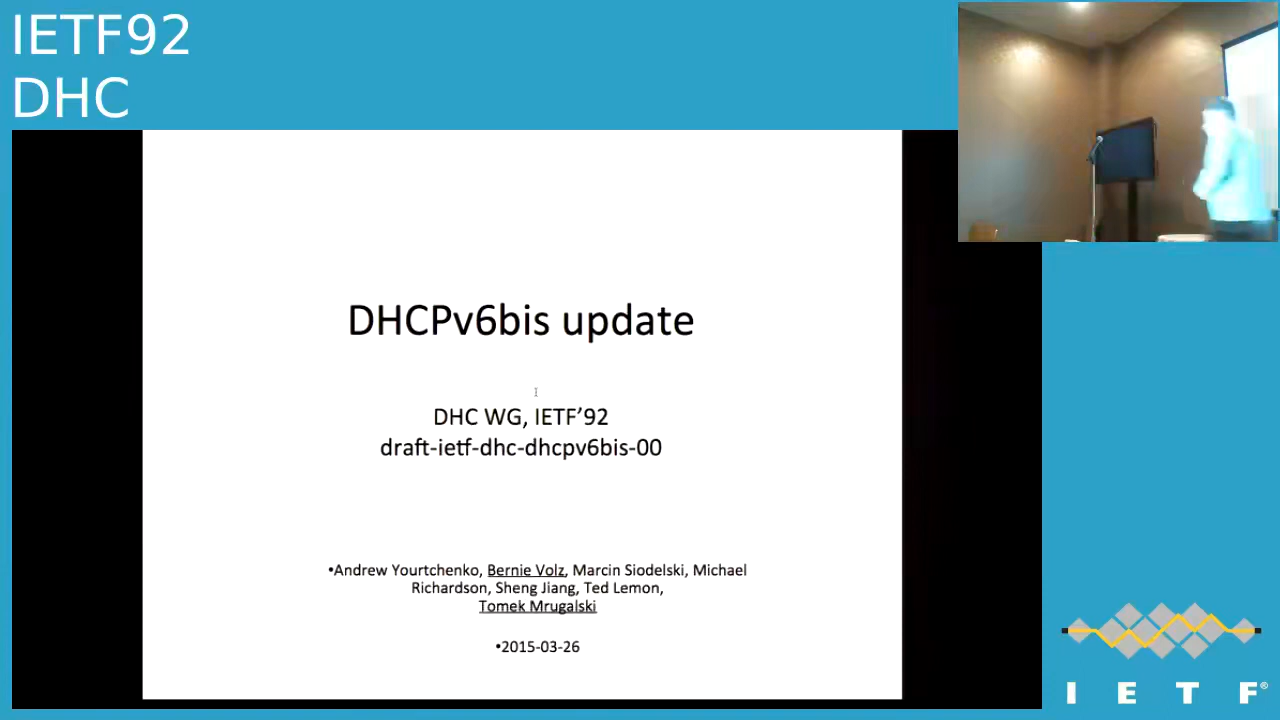 IETF92
DHC
DHCPv6bis update
DHC WG, IETF’92
draft-ietf-dhc-dhcpv6bis-00
•Andrew Yourtchenko, Bernie Volz, Marcin Siodelski, Michael
Richardson, Sheng Jiang, Ted Lemon,
Tomek Mrugalski
•2015-03-26
I E T F®